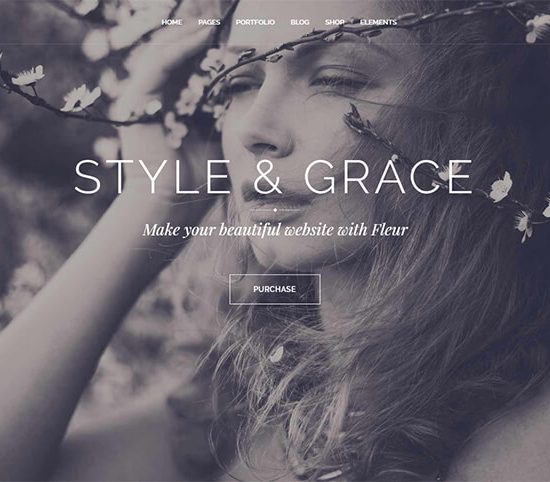 HOME PAGES PORTFOLIO BLOG SHOP ELEMENTS
STYLE & GRACE
Make your beautiful website with Fleur
PURCHASE